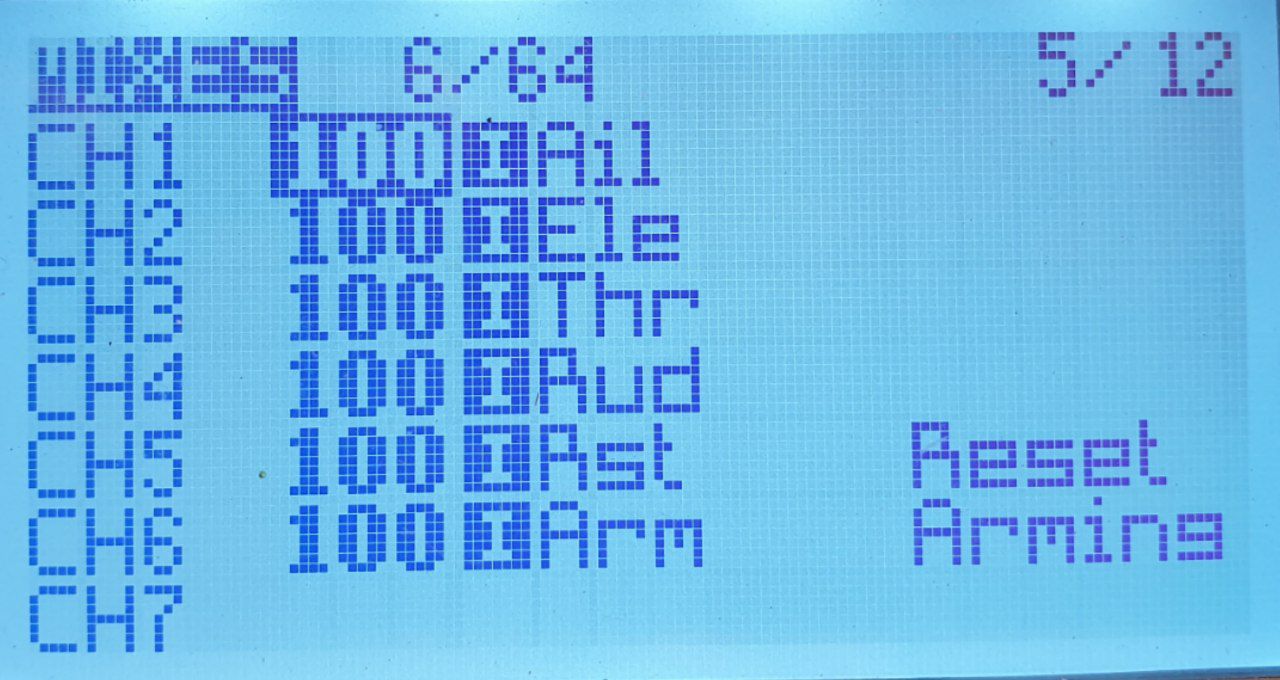 MIXES 6/64 5/12
CH1 100 I Ail
CH2 100 I Ele
CH3 100 I Thr
CH4 100 I Rud
CH5 100 I Rst Reset
CH6 100 I Arm Arming
CH7